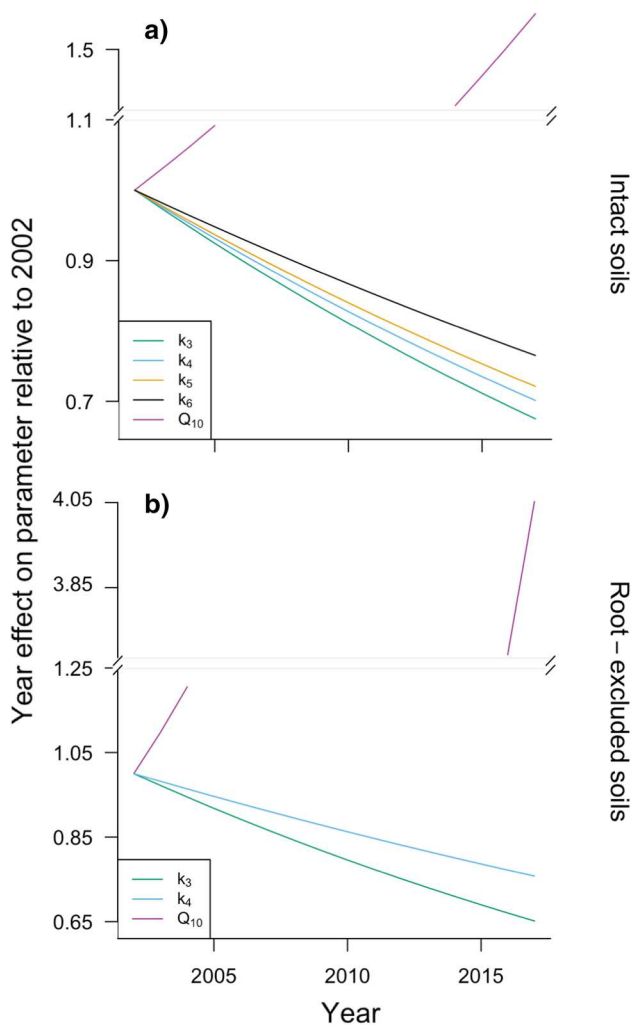 a)
1.5
1.1
0.9
0.7
k3
k4
k5
k6
Q10
Intact soils
Year effect on parameter relative to 2002
b)
4.05
3.85
1.25
1.05
0.85
0.65
k3
k4
Q10
Root – excluded soils
2005 2010 2015
Year